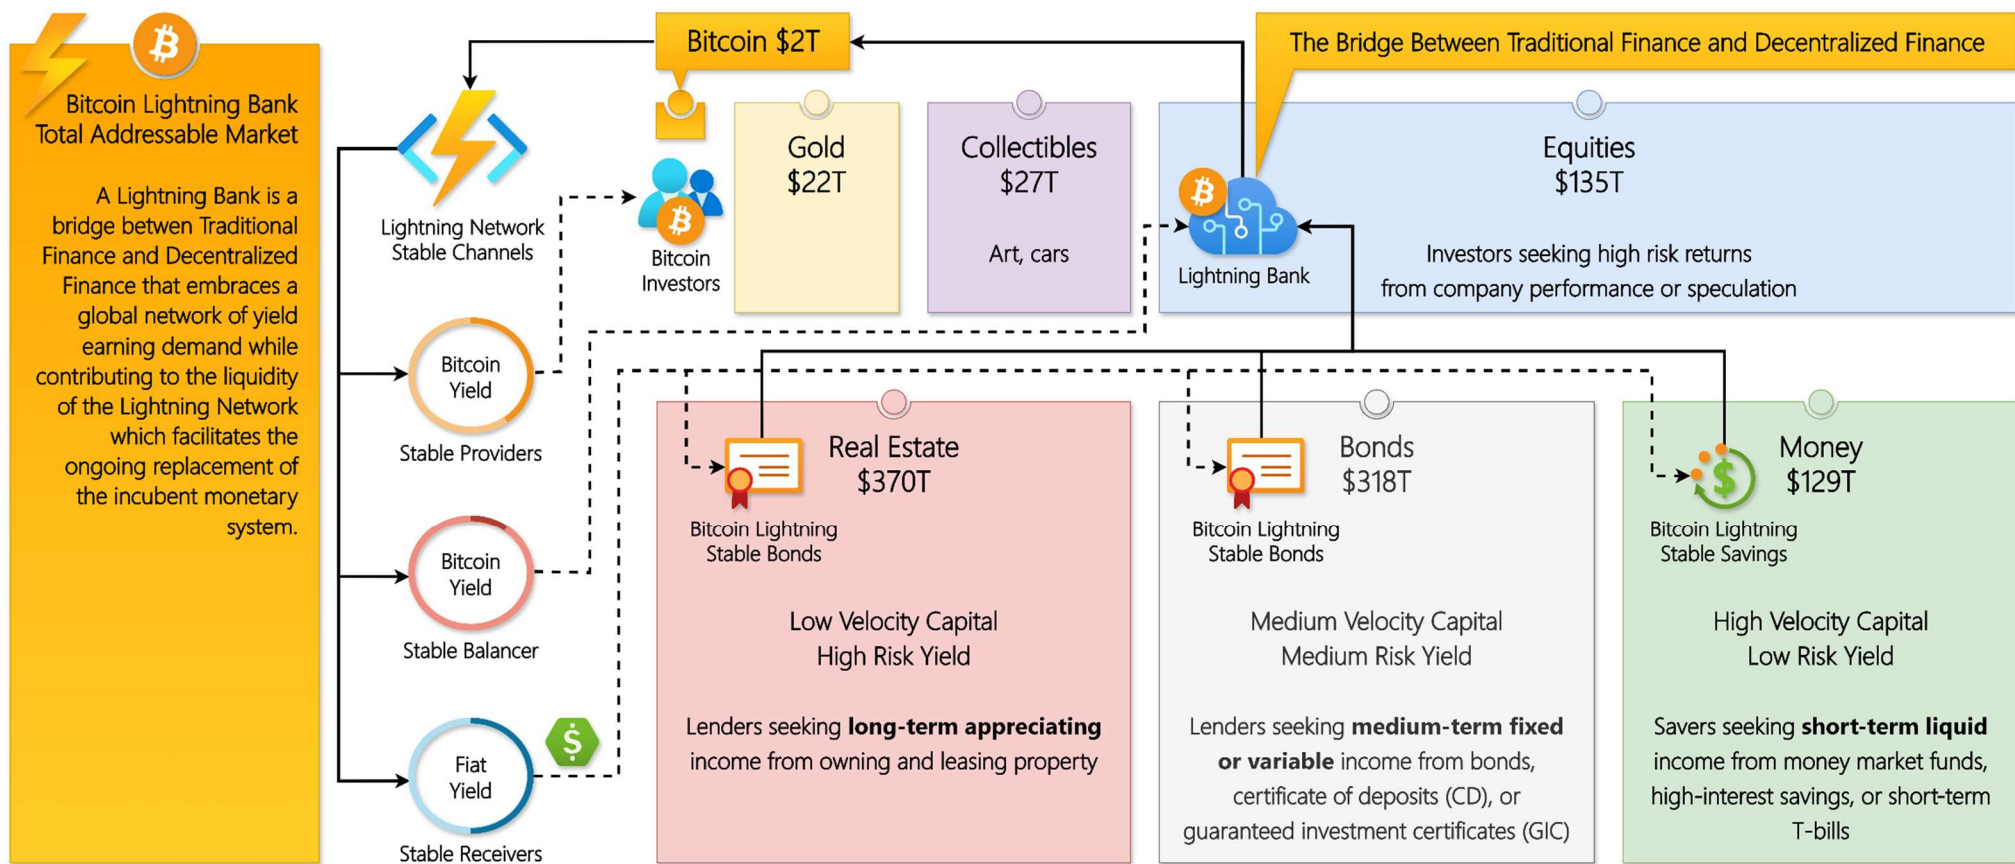 Bitcoin Lightning Bank
Total Addressable Market
A Lightning Bank is a
bridge betwen Traditional
Finance and Decentralized
Finance that embraces a
global network of yield
earning demand while
contributing to the liquidity
of the Lightning Network
which facilitates the
ongoing replacement of
the incubent monetary
system.
Bitcoin $2T
The Bridge Between Traditional Finance and Decentralized Finance
Lightning Network
Stable Channels
Bitcoin
Investors
Gold
$22T
Collectibles
$27T
Art, cars
Lightning Bank
Equities
$135T
Investors seeking high risk returns
from company performance or speculation
Bitcoin
Yield
Stable Providers
Bitcoin
Yield
Stable Balancer
Fiat
Yield
$
Stable Receivers
Real Estate
$370T
Bitcoin Lightning
Stable Bonds
Low Velocity Capital
High Risk Yield
Lenders seeking long-term appreciating
income from owning and leasing property
Bonds
$318T
Bitcoin Lightning
Stable Bonds
Medium Velocity Capital
Medium Risk Yield
Lenders seeking medium-term fixed
or variable income from bonds,
certificate of deposits (CD), or
guaranteed investment certificates (GIC)
Money
$129T
$
Bitcoin Lightning
Stable Savings
High Velocity Capital
Low Risk Yield
Savers seeking short-term liquid
income from money market funds,
high-interest savings, or short-term
T-bills